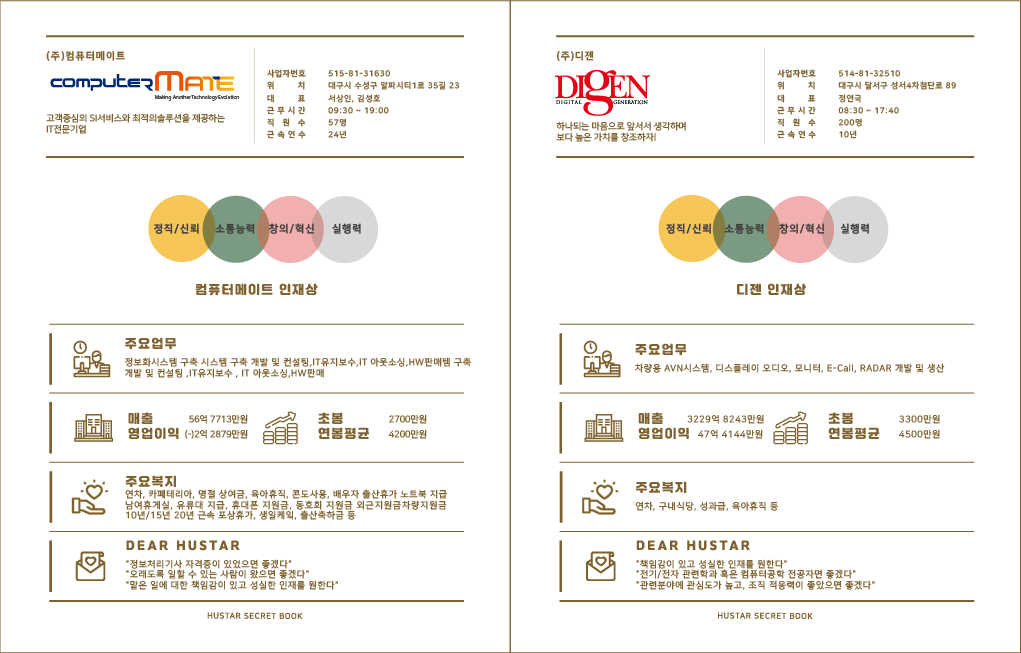 (주)컴퓨터메이트
computerMATE
Making Another Technology Evolution
고객중심의 SI서비스와 최적의솔루션을 제공하는
IT전문기업
사업자번호 515-81-31630
위 치 대구시 수성구 알파시티1로 35길 23
대 표 서상인, 김성호
근무시간 09:30 ~ 19:00
직 원 수 57명
근속연수 24년
정직/신뢰 소통능력 창의/혁신 실행력
컴퓨터메이트 인재상
주요업무
정보화시스템 구축 시스템 구축 개발 및 컨설팅,IT유지보수,IT 아웃소싱,HW판매템 구축
개발 및 컨설팅 ,IT유지보수 , IT 아웃소싱,HW판매
매출 56억 7713만원 초봉 2700만원
영업이익 (-)2억 2879만원 연봉평균 4200만원
주요복지
연차, 카페테리아, 명절 상여금, 육아휴직, 콘도사용, 배우자 출산휴가 노트북 지급
남여휴게실, 유류대 지급, 휴대폰 지원금, 동호회 지원금 외근지원금차량지원금
10년/15년 20년 근속 포상휴가, 생일케익, 출산축하금 등
DEAR HUSTAR
"정보처리기사 자격증이 있었으면 좋겠다"
"오래도록 일할 수 있는 사람이 왔으면 좋겠다"
"맡은 일에 대한 책임감이 있고 성실한 인재를 원한다"
HUSTAR SECRET BOOK
(주)디젠
DIGEN
DIGITAL GENERATION
하나되는 마음으로 앞서서 생각하며
보다 높은 가치를 창조하자!
사업자번호 514-81-32510
위 치 대구시 달서구 성서4차첨단로 89
대 표 정연국
근무시간 08:30 ~ 17:40
직 원 수 200명
근속연수 10년
정직/신뢰 소통능력 창의/혁신 실행력
디젠 인재상
주요업무
차량용 AVN시스템, 디스플레이 오디오, 모니터, E-Call, RADAR 개발 및 생산
매출 3229억 8243만원 초봉 3300만원
영업이익 47억 4144만원 연봉평균 4500만원
주요복지
연차, 구내식당, 성과급, 육아휴직 등
DEAR HUSTAR
"책임감이 있고 성실한 인재를 원한다"
"전기/전자 관련학과 혹은 컴퓨터공학 전공자면 좋겠다"
"관련분야에 관심도가 높고, 조직 적응력이 좋았으면 좋겠다"
HUSTAR SECRET BOOK